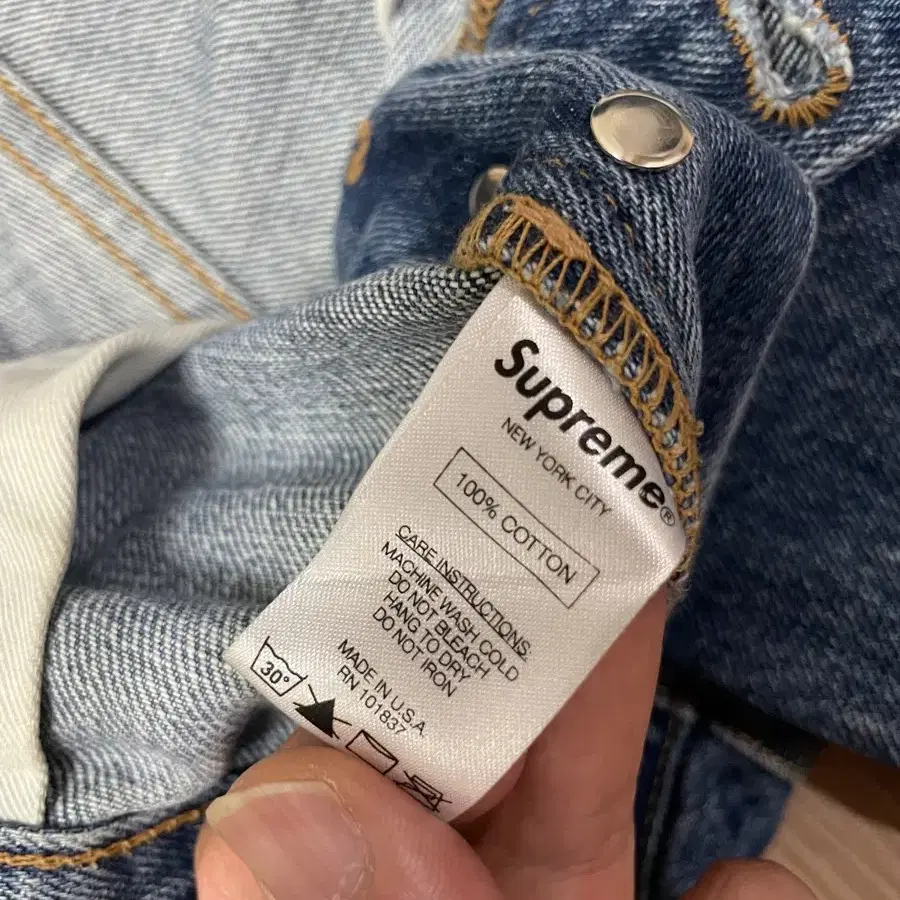 Supreme®
NEW YORK CITY
100% COTTON
CARE INSTRUCTIONS
MACHINE WASH COLD
DO NOT BLEACH
HANG TO DRY
DO NOT IRON
MADE IN U.S.A
RN 101837
30°